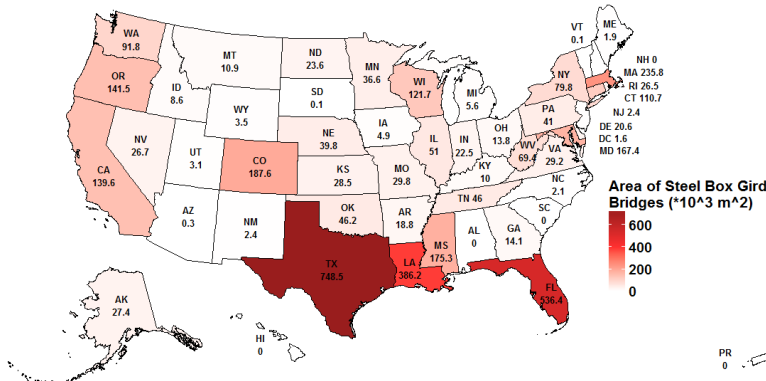 WA
91.8
OR
141.5
CA
139.6
NV
26.7
ID
8.6
MT
10.9
WY
3.5
UT
3.1
AZ
0.3
CO
187.6
NM
2.4
ND
23.6
SD
0.1
NE
39.8
KS
28.5
OK
46.2
TX
748.5
MN
36.6
IA
4.9
MO
29.8
AR
18.8
LA
386.2
WI
121.7
IL
51
MS
175.3
MI
5.6
IN
22.5
OH
13.8
KY
10
TN 46
AL
0
GA
14.1
FL
536.4
SC
0
NC
2.1
VA
29.2
WV
69.4
PA
41
NY
79.8
VT
0.1
ME
1.9
NH 0
MA 235.8
RI 26.5
CT 110.7
NJ 2.4
DE 20.6
DC 1.6
MD 167.4
AK
27.4
HI
0
PR
0
Area of Steel Box Gird
Bridges (*10^3 m^2)
600
400
200
0